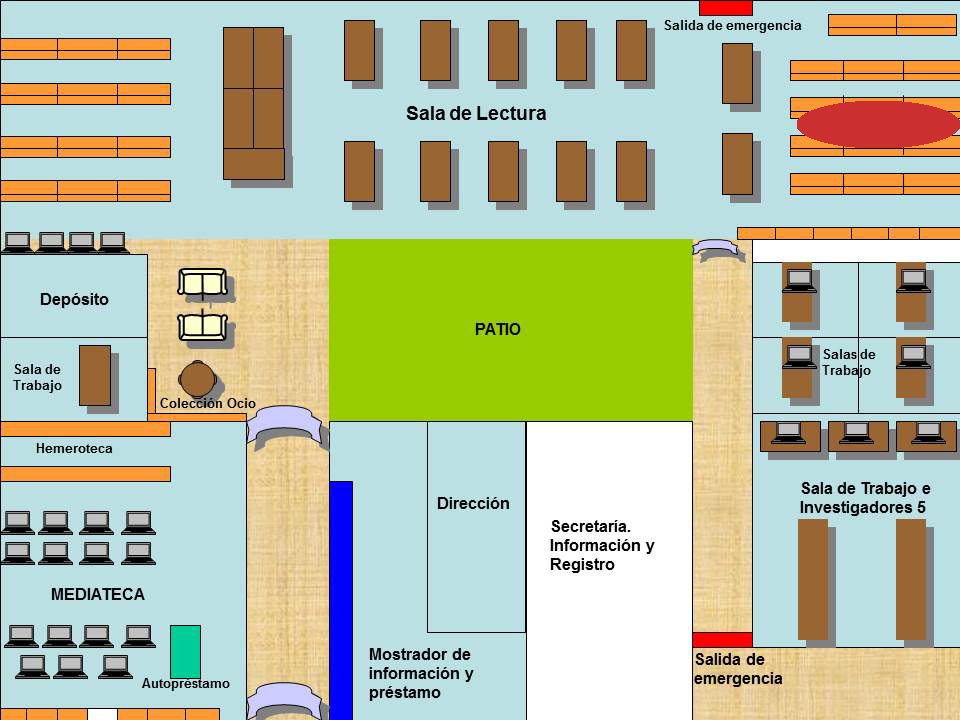 Salida de emergencia
Sala de Lectura
Depósito
PATIO
Sala de
Trabajo
Salas de
Trabajo
Colección Ocio
Hemeroteca
Dirección
Sala de Trabajo e
Investigadores 5
Secretaría.
Información y
Registro
MEDIATECA
Mostrador de
información y
préstamo
Salida de
emergencia
Autoprestamo